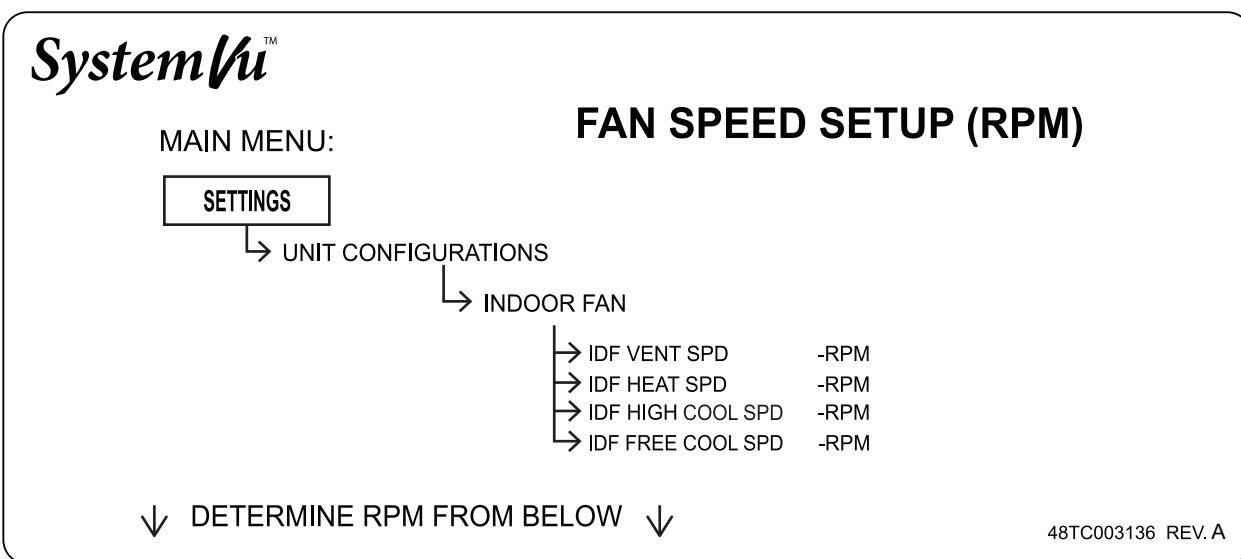 SystemVu™
FAN SPEED SETUP (RPM)
MAIN MENU:
SETTINGS
UNIT CONFIGURATIONS
INDOOR FAN
IDF VENT SPD -RPM
IDF HEAT SPD -RPM
IDF HIGH COOL SPD -RPM
IDF FREE COOL SPD -RPM
DETERMINE RPM FROM BELOW
48TC003136 REV. A